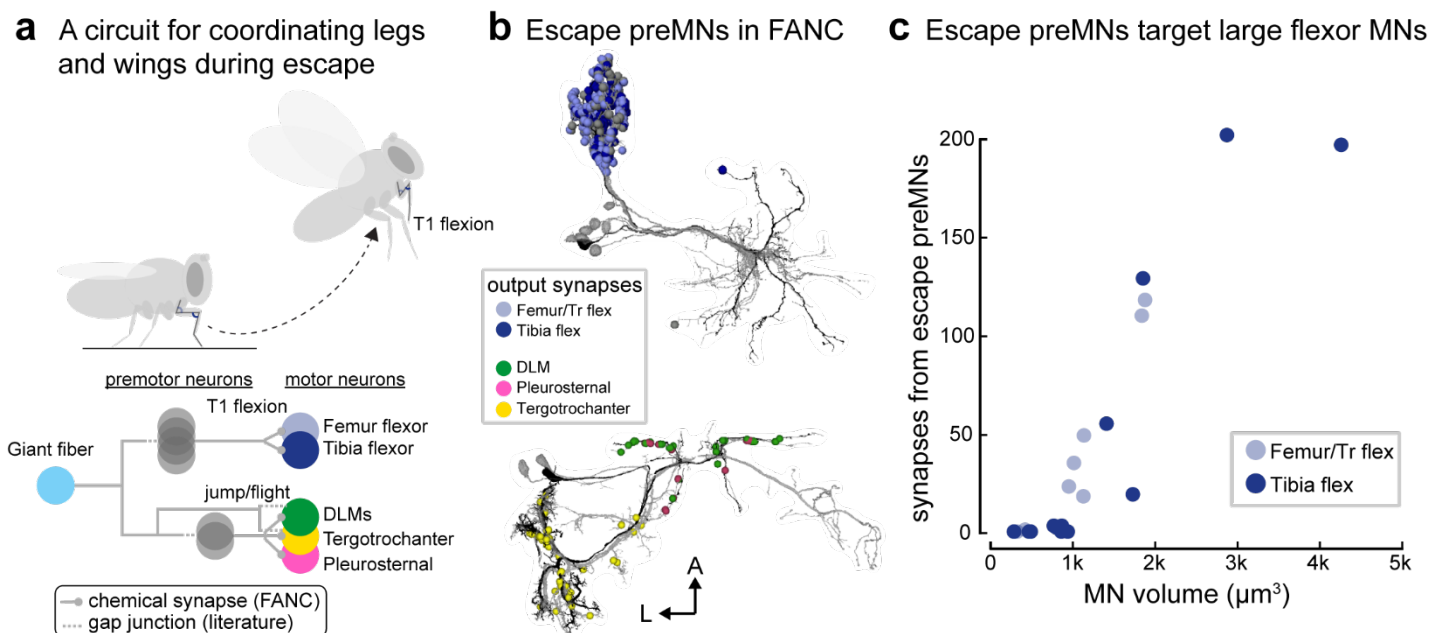 a A circuit for coordinating legs
and wings during escape
T1 flexion
premotor neurons motor neurons
T1 flexion
Femur flexor
Tibia flexor
Giant fiber
jump/flight
DLMs
Tergotrochanter
Pleurosternal
chemical synapse (FANC)
gap junction (literature)
b Escape preMNs in FANC
output synapses
Femur/Tr flex
Tibia flex
DLM
Pleurosternal
Tergotrochanter
A
L
c Escape preMNs target large flexor MNs
synapses from escape preMNs
200
150
100
50
0
0 1k 2k 3k 4k 5k
MN volume (µm³)
Femur/Tr flex
Tibia flex